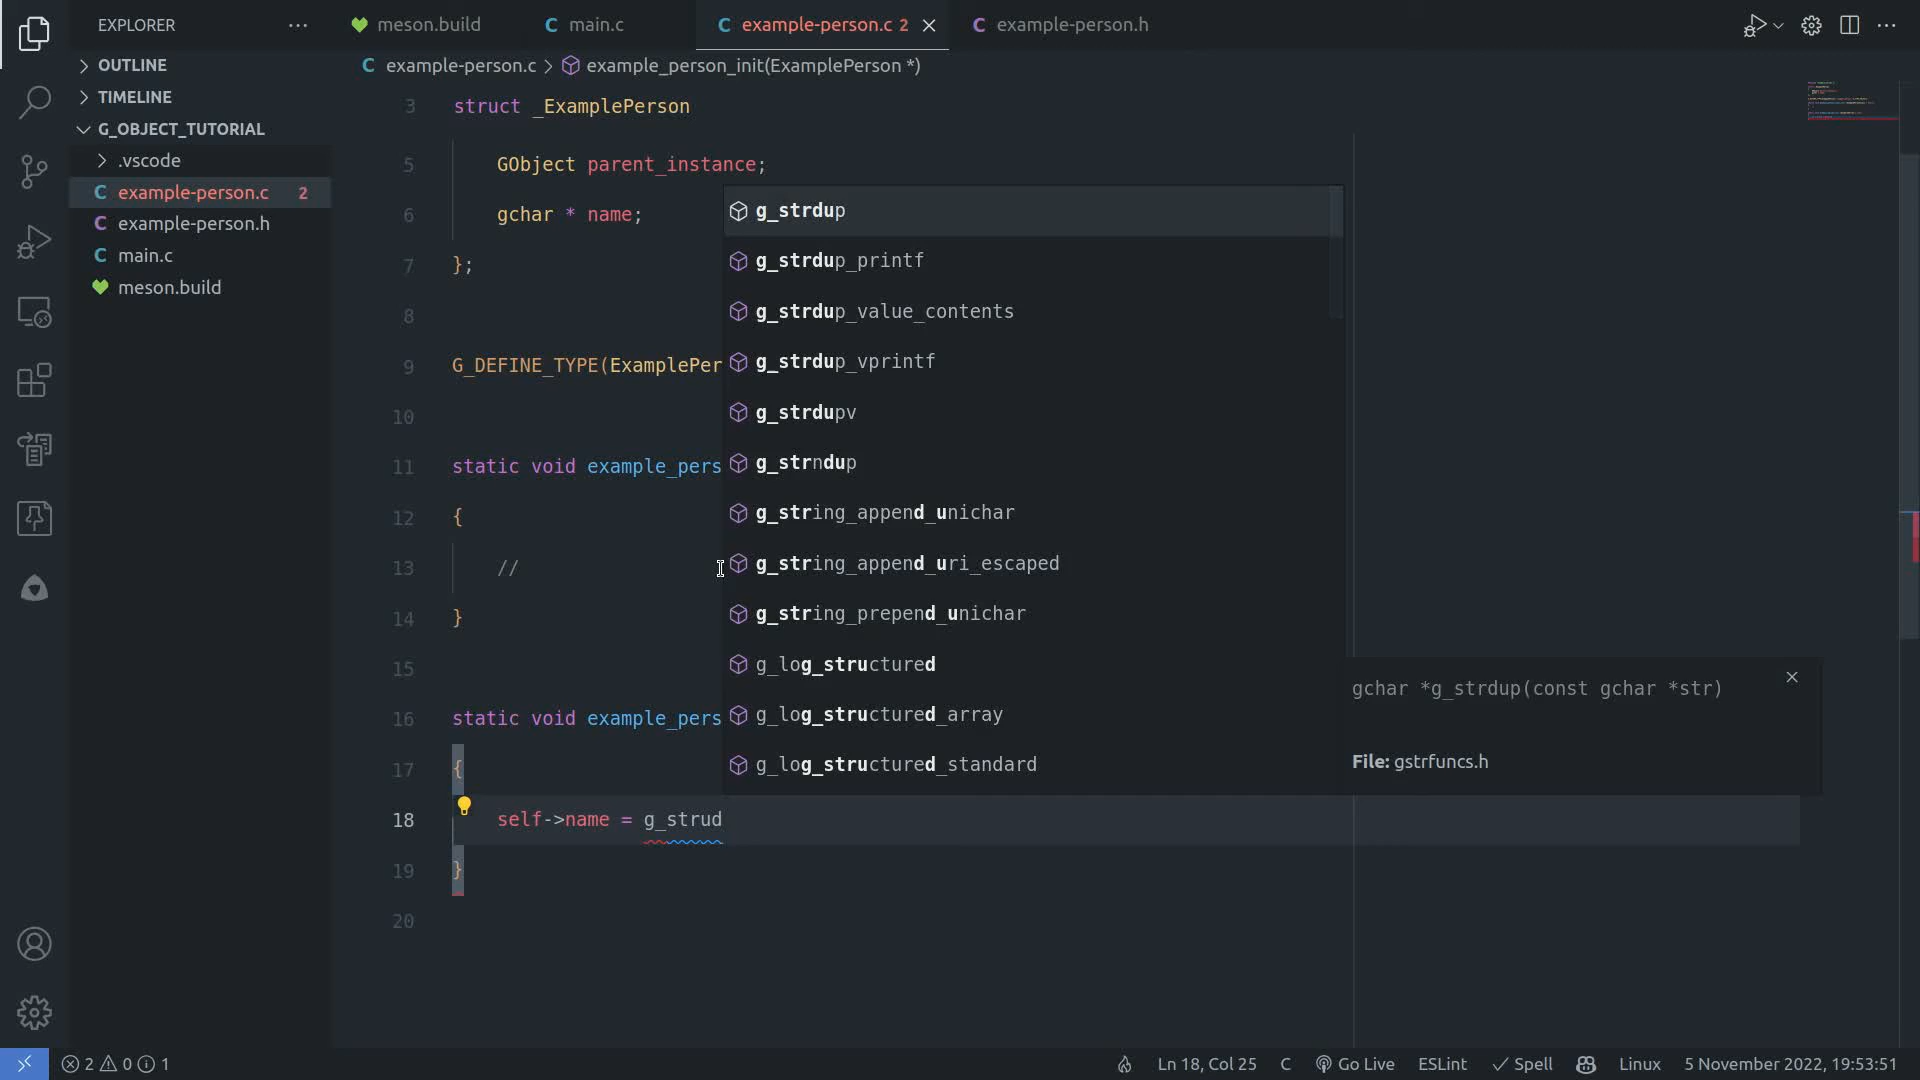 EXPLORER
meson.build
main.c
example-person.c 2
example-person.h
OUTLINE
TIMELINE
G_OBJECT_TUTORIAL
.vscode
example-person.c 2
example-person.h
main.c
meson.build
example-person.c > example_person_init(ExamplePerson *)
3 struct _ExamplePerson
5 GObject parent_instance;
6 gchar * name;
7 };
8
9 G_DEFINE_TYPE(ExamplePer
10
11 static void example_pers
12 {
13 //
14 }
15
16 static void example_pers
17 {
18 self->name = g_strud
19 }
20
g_strdup
g_strdup_printf
g_strdup_value_contents
g_strdup_vprintf
g_strdupv
g_strndup
g_string_append_unichar
g_string_append_uri_escaped
g_string_prepend_unichar
g_log_structured
g_log_structured_array
g_log_structured_standard
gchar *g_strdup(const gchar *str)
File: gstrfuncs.h
2 0 1
Ln 18, Col 25
C
Go Live
ESLint
Spell
Linux
5 November 2022, 19:53:51